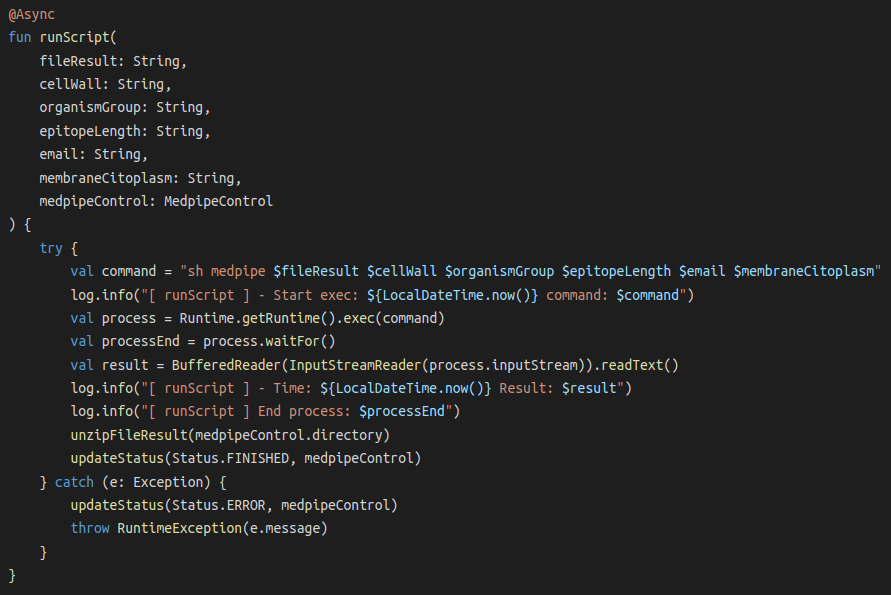 @Async
fun runScript(
    fileResult: String,
    cellWall: String,
    organismGroup: String,
    epitopeLength: String,
    email: String,
    membraneCitoplasm: String,
    medpipeControl: MedpipeControl
) {
    try {
        val command = "sh medpipe $fileResult $cellWall $organismGroup $epitopeLength $email $membraneCitoplasm"
        log.info("[ runScript ] - Start exec: ${LocalDateTime.now()} command: $command")
        val process = Runtime.getRuntime().exec(command)
        val processEnd = process.waitFor()
        val result = BufferedReader(InputStreamReader(process.inputStream)).readText()
        log.info("[ runScript ] - Time: ${LocalDateTime.now()} Result: $result")
        log.info("[ runScript ] End process: $processEnd")
        unzipFileResult(medpipeControl.directory)
        updateStatus(Status.FINISHED, medpipeControl)
    } catch (e: Exception) {
        updateStatus(Status.ERROR, medpipeControl)
        throw RuntimeException(e.message)
    }
}